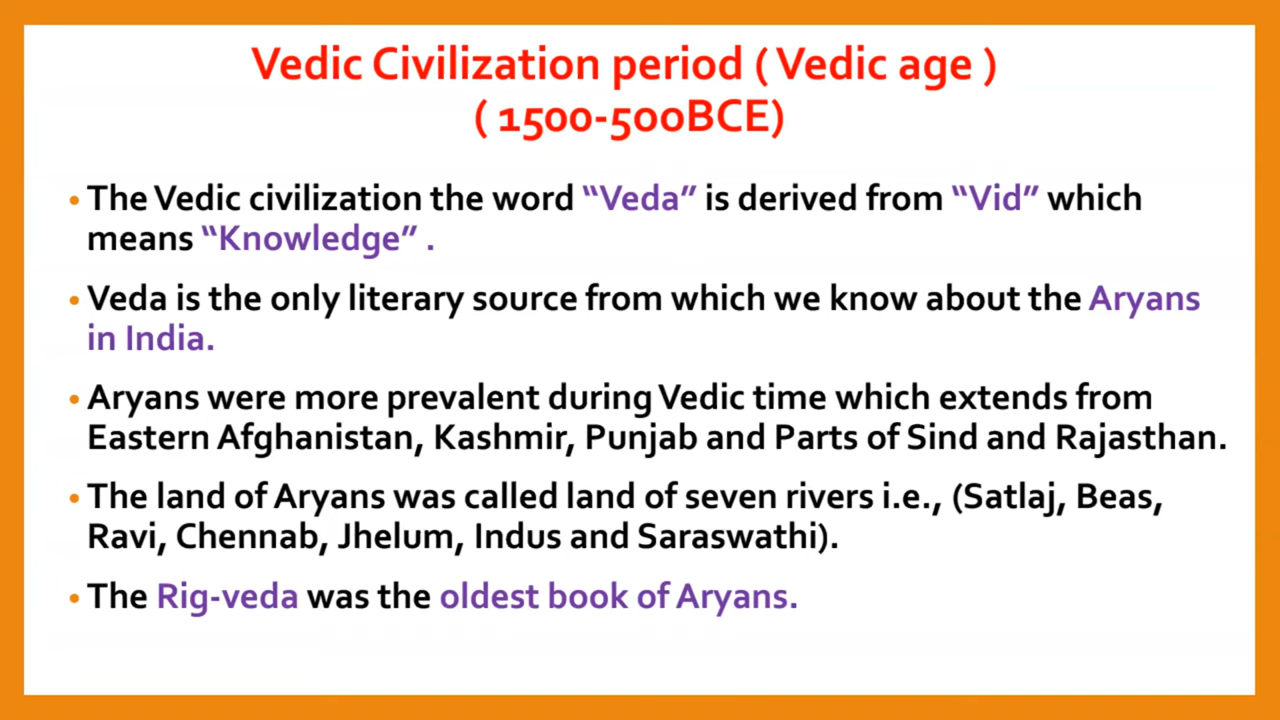 Vedic Civilization period ( Vedic age )
( 1500-500BCE)
• The Vedic civilization the word “Veda” is derived from “Vid” which
means “Knowledge” .
• Veda is the only literary source from which we know about the Aryans
in India.
• Aryans were more prevalent during Vedic time which extends from
Eastern Afghanistan, Kashmir, Punjab and Parts of Sind and Rajasthan.
• The land of Aryans was called land of seven rivers i.e., (Satlaj, Beas,
Ravi, Chennab, Jhelum, Indus and Saraswathi).
• The Rig-veda was the oldest book of Aryans.